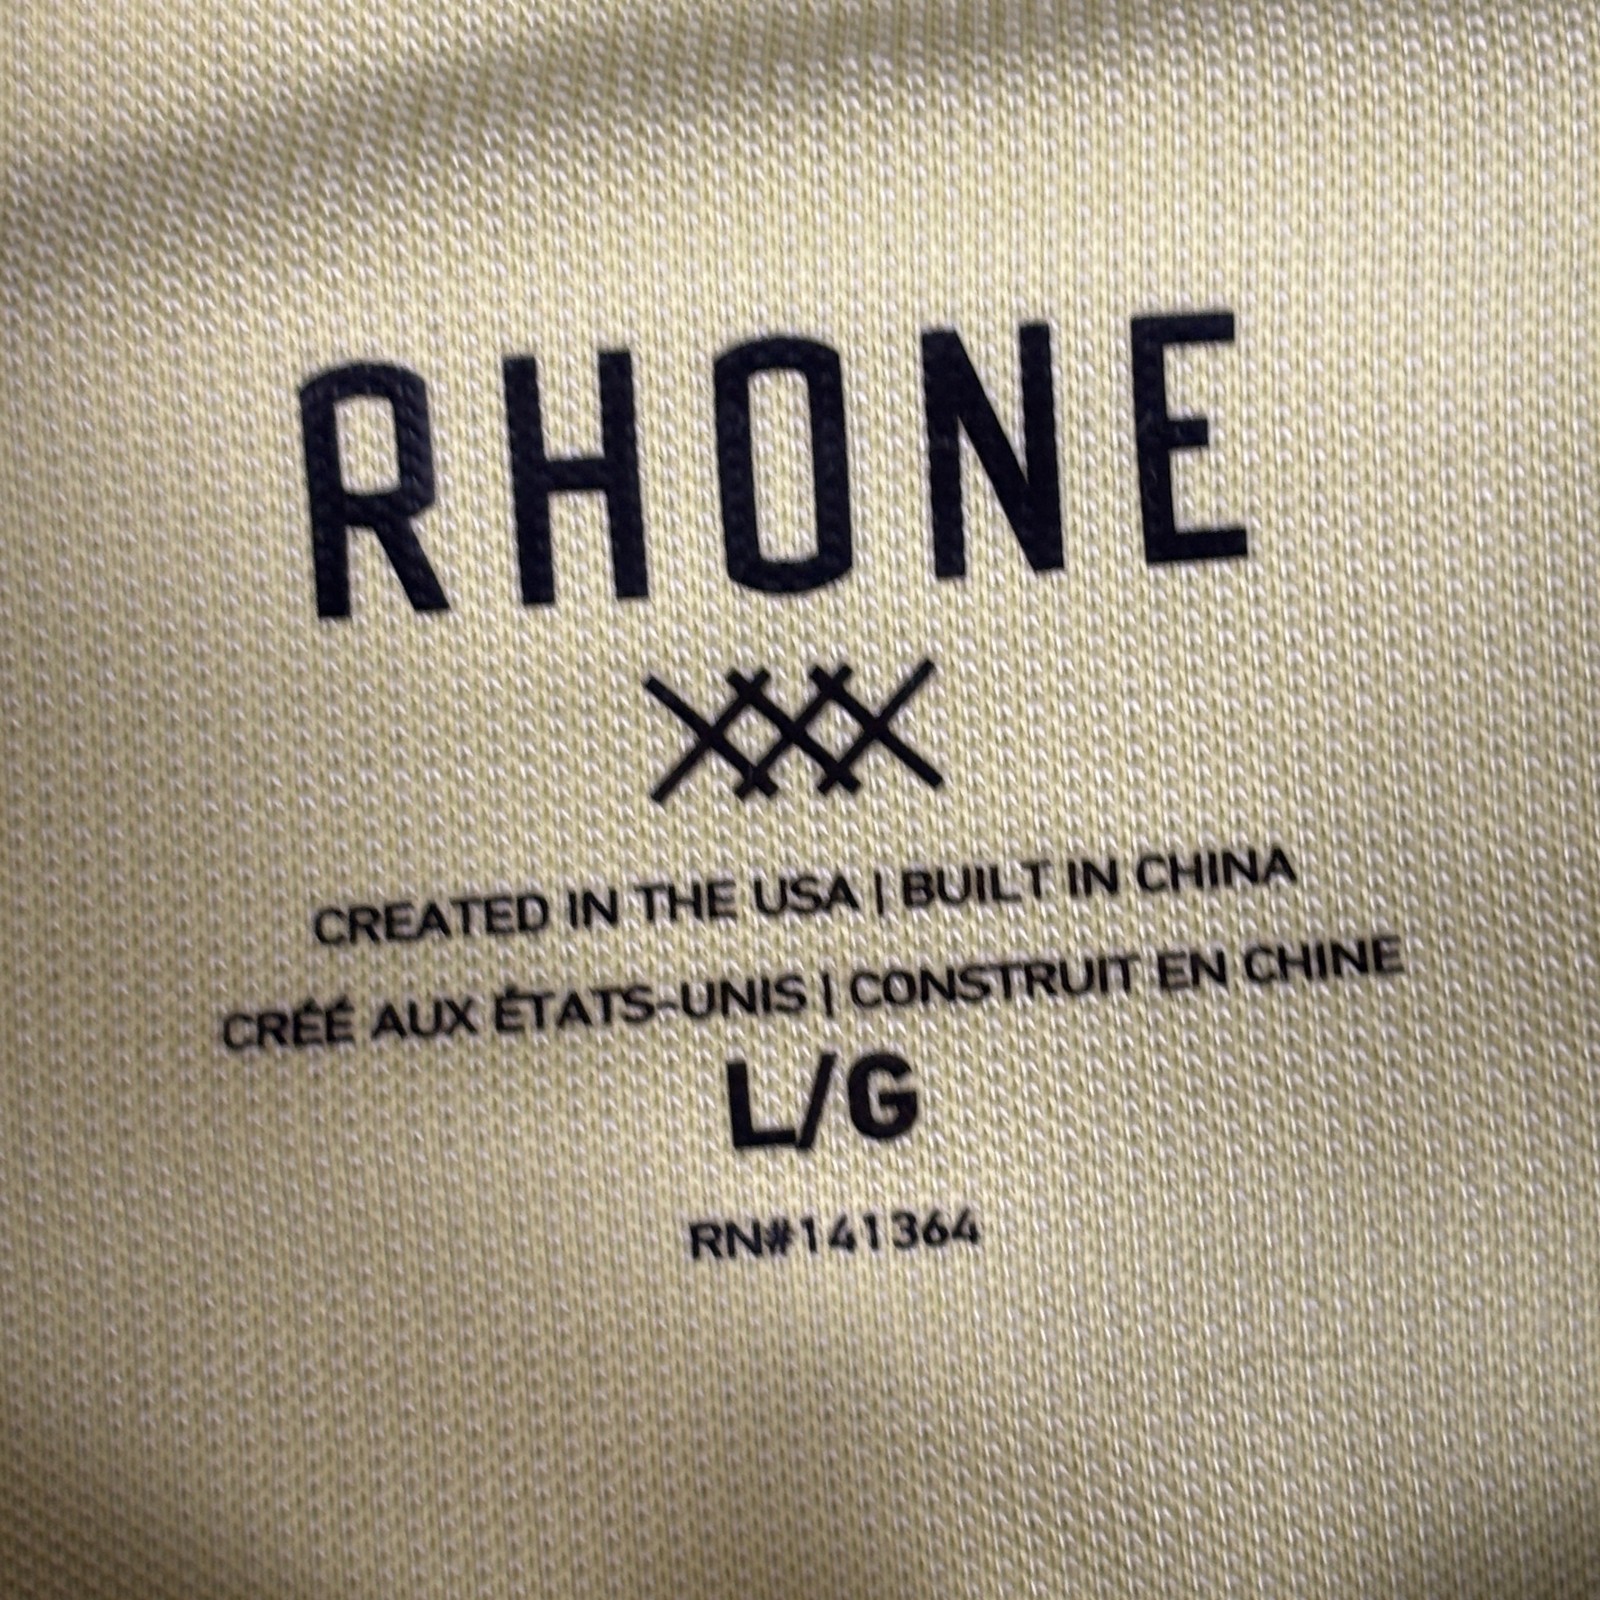 RHONE
CREATED IN THE USA | BUILT IN CHINA
CRÉÉ AUX ÉTATS-UNIS | CONSTRUIT EN CHINE
L/G
RN#141364